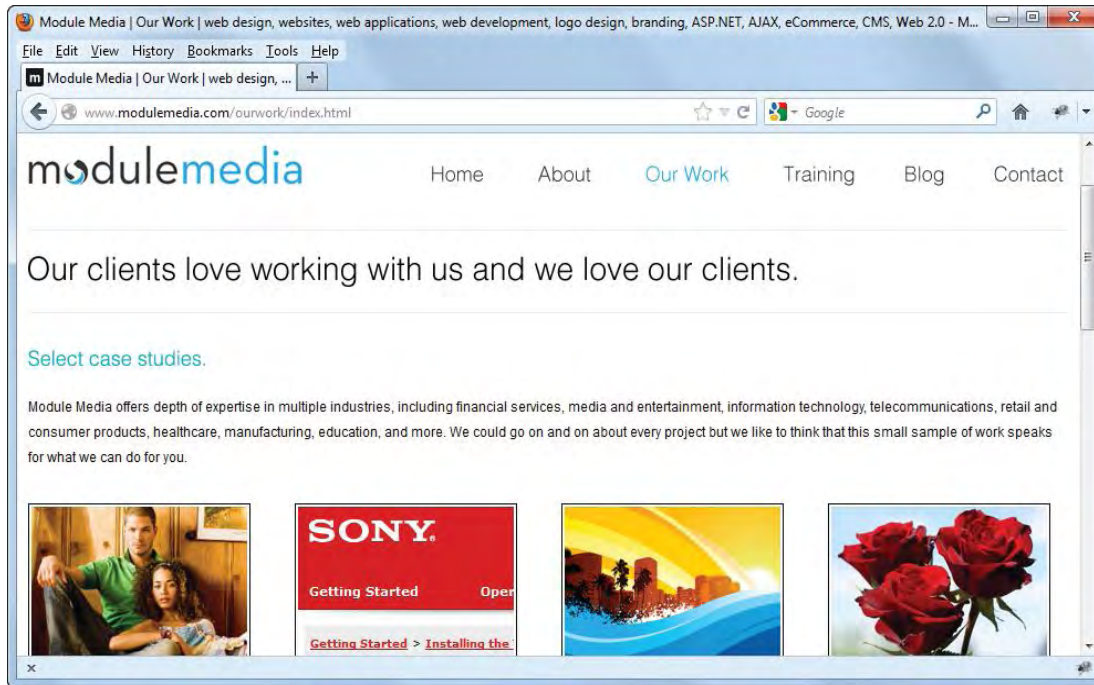 Module Media | Our Work | web design, websites, web applications, web development, logo design, branding, ASP.NET, AJAX, eCommerce, CMS, Web 2.0 - M...
File Edit View History Bookmarks Tools Help
m Module Media | Our Work | web design, ... +
www.modulemedia.com/ourwork/index.html Google
modulemedia Home About Our Work Training Blog Contact
Our clients love working with us and we love our clients.
Select case studies.
Module Media offers depth of expertise in multiple industries, including financial services, media and entertainment, information technology, telecommunications, retail and
consumer products, healthcare, manufacturing, education, and more. We could go on and on about every project but we like to think that this small sample of work speaks
for what we can do for you.
SONY®
Getting Started Oper
Getting Started > Installing the